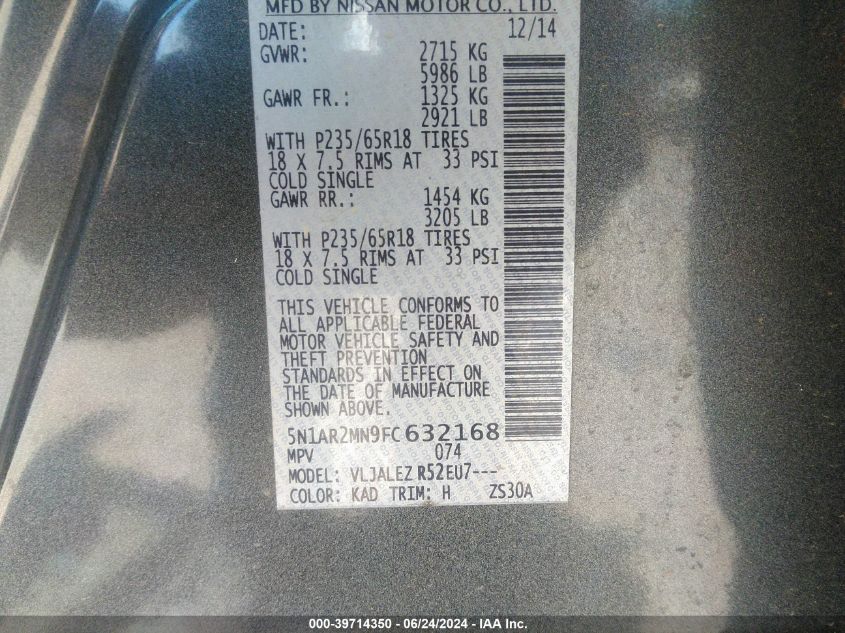 MFD BY NISSAN MOTOR CO., LTD.
DATE: 12/14
GVWR: 2715 KG
5986 LB
GAWR FR.: 1325 KG
2921 LB
WITH P235/65R18 TIRES
18 X 7.5 RIMS AT 33 PSI
COLD SINGLE
GAWR RR.: 1454 KG
3205 LB
WITH P235/65R18 TIRES
18 X 7.5 RIMS AT 33 PSI
COLD SINGLE
THIS VEHICLE CONFORMS TO
ALL APPLICABLE FEDERAL
MOTOR VEHICLE SAFETY AND
THEFT PREVENTION
STANDARDS IN EFFECT ON
THE DATE OF MANUFACTURE
SHOWN ABOVE.
5N1AR2MN9FC632168
MPV 074
MODEL: VLJALEZ R52EU7---
COLOR: KAD TRIM: H ZS30A
000-39714350 - 06/24/2024 - IAA Inc.